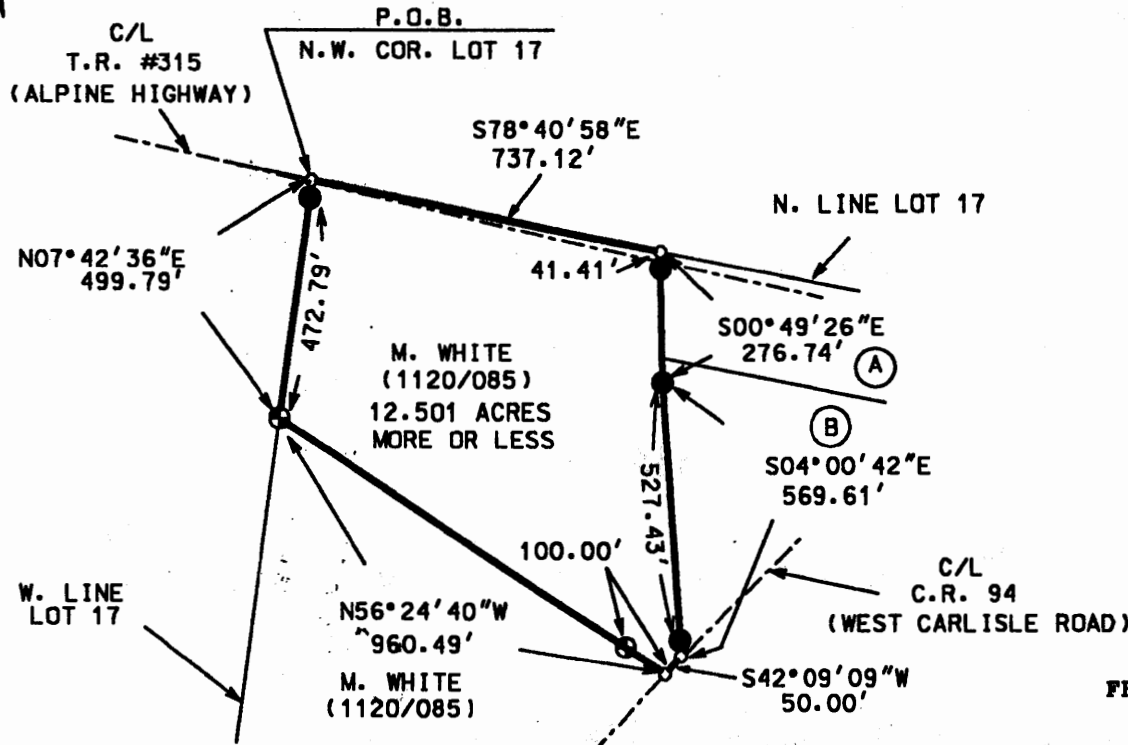 P.O.B.
N.W. COR. LOT 17
C/L
T.R. #315
(ALPINE HIGHWAY)
S78°40'58"E
737.12'
N. LINE LOT 17
N07°42'36"E
499.79'
472.79'
41.41'
S00°49'26"E
276.74'
A
M. WHITE
(1120/085)
12.501 ACRES
MORE OR LESS
B
527.43'
S04°00'42"E
569.61'
100.00'
C/L
C.R. 94
(WEST CARLISLE ROAD)
W. LINE
LOT 17
N56°24'40"W
960.49'
M. WHITE
(1120/085)
S42°09'09"W
50.00'